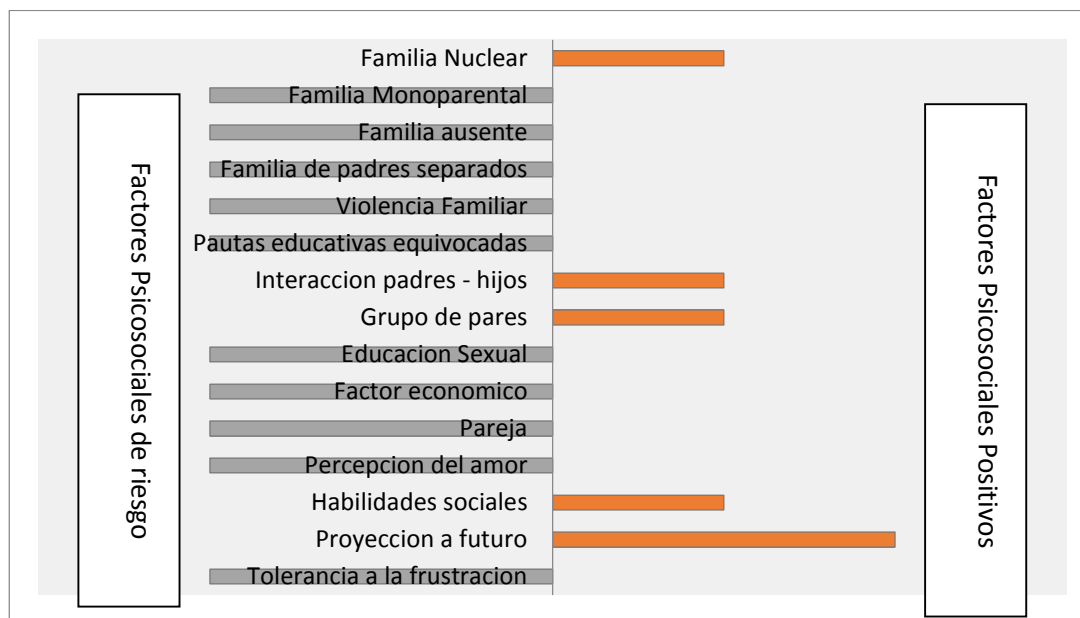 Familia Nuclear
Familia Monoparental
Familia ausente
Familia de padres separados
Violencia Familiar
Pautas educativas equivocadas
Interaccion padres - hijos
Grupo de pares
Educacion Sexual
Factor economico
Pareja
Percepcion del amor
Habilidades sociales
Proyeccion a futuro
Tolerancia a la frustracion
Factores Psicosociales de riesgo
Factores Psicosociales Positivos